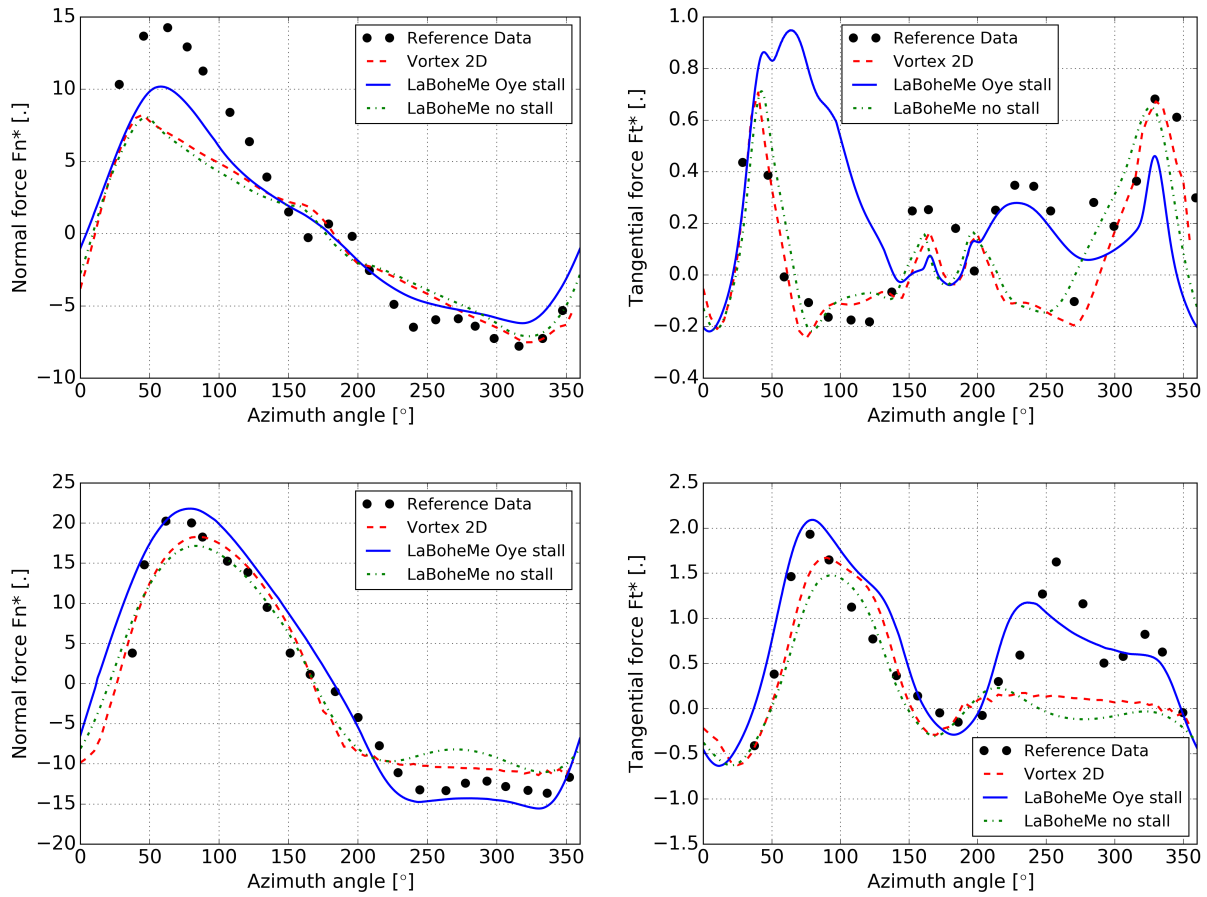 15
10
5
0
−5
−10
Normal force Fn* [.]
0 50 100 150 200 250 300 350
Azimuth angle [°]
Reference Data
Vortex 2D
LaBoheMe Oye stall
LaBoheMe no stall
1.0
0.8
0.6
0.4
0.2
0.0
−0.2
−0.4
Tangential force Ft* [.]
0 50 100 150 200 250 300 350
Azimuth angle [°]
Reference Data
Vortex 2D
LaBoheMe Oye stall
LaBoheMe no stall
25
20
15
10
5
0
−5
−10
−15
−20
Normal force Fn* [.]
0 50 100 150 200 250 300 350
Azimuth angle [°]
Reference Data
Vortex 2D
LaBoheMe Oye stall
LaBoheMe no stall
2.5
2.0
1.5
1.0
0.5
0.0
−0.5
−1.0
−1.5
Tangential force Ft* [.]
0 50 100 150 200 250 300 350
Azimuth angle [°]
Reference Data
Vortex 2D
LaBoheMe Oye stall
LaBoheMe no stall